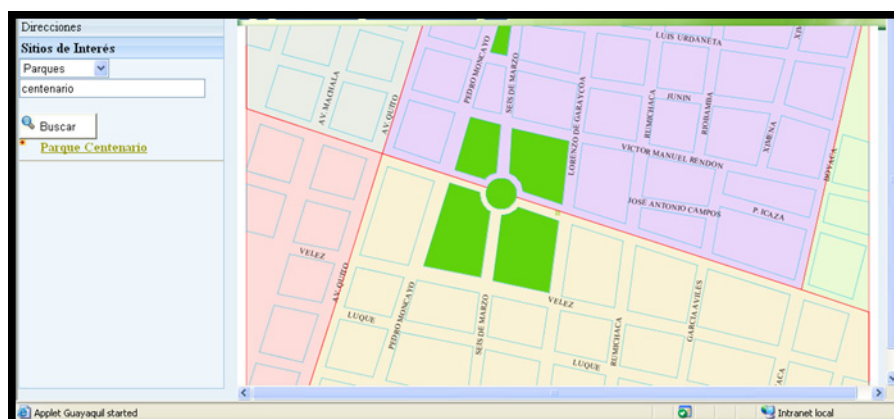 Direcciones
Sitios de Interés
Parques
centenario
Buscar
Parque Centenario
LUIS URDANETA
PEDRO MONCAYO
SEIS DE MARZO
AV. MACHALA
AV. QUITO
LORENZO DE GARAYCOA
RUMICHACA
JUNIN
RIOBAMBA
XIMENA
VICTOR MANUEL RENDON
BOYACA
JOSE ANTONIO CAMPOS
P. ICAZA
VELEZ
AV. QUITO
PEDRO MONCAYO
LUQUE
SEIS DE MARZO
VELEZ
RUMICHACA
GARCIA AVILES
LUQUE
Applet Guayaquil started
Intranet local